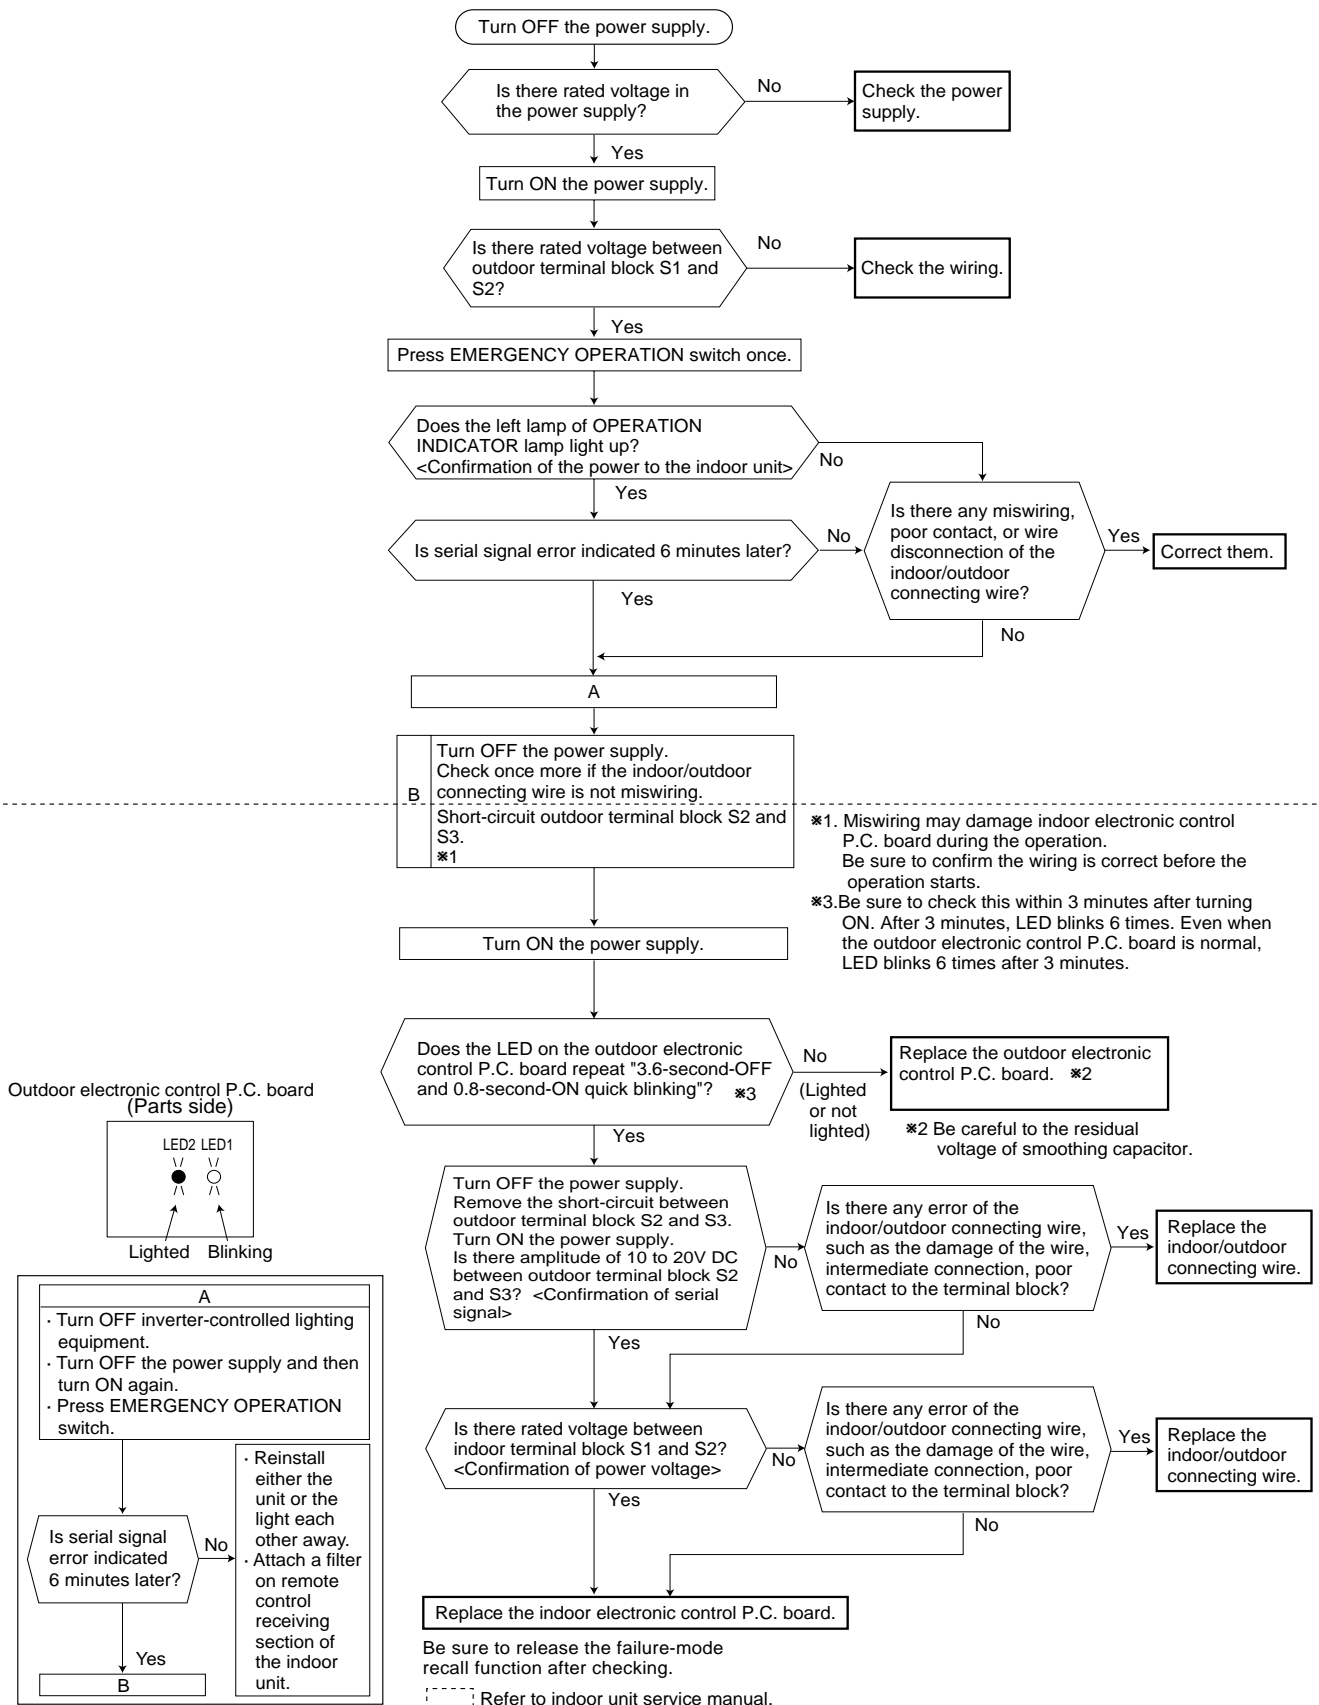 Turn OFF the power supply.
Is there rated voltage in
the power supply?
No
Check the power
supply.
Yes
Turn ON the power supply.
Is there rated voltage between
outdoor terminal block S1 and
S2?
No
Check the wiring.
Yes
Press EMERGENCY OPERATION switch once.
Does the left lamp of OPERATION
INDICATOR lamp light up?
<Confirmation of the power to the indoor unit>
No
Yes
Is serial signal error indicated 6 minutes later?
No
Is there any miswiring,
poor contact, or wire
disconnection of the
indoor/outdoor
connecting wire?
Yes
Correct them.
Yes
No
A
B
Turn OFF the power supply.
Check once more if the indoor/outdoor
connecting wire is not miswiring.
Short-circuit outdoor terminal block S2 and
S3.
※1
※1. Miswiring may damage indoor electronic control
P.C. board during the operation.
Be sure to confirm the wiring is correct before the
operation starts.
※3.Be sure to check this within 3 minutes after turning
ON. After 3 minutes, LED blinks 6 times. Even when
the outdoor electronic control P.C. board is normal,
LED blinks 6 times after 3 minutes.
Turn ON the power supply.
Does the LED on the outdoor electronic
control P.C. board repeat "3.6-second-OFF
and 0.8-second-ON quick blinking"? ※3
No
(Lighted
or not
lighted)
Replace the outdoor electronic
control P.C. board. ※2
※2 Be careful to the residual
voltage of smoothing capacitor.
Yes
Outdoor electronic control P.C. board
(Parts side)
LED2 LED1
Lighted Blinking
Turn OFF the power supply.
Remove the short-circuit between
outdoor terminal block S2 and S3.
Turn ON the power supply.
Is there amplitude of 10 to 20V DC
between outdoor terminal block S2
and S3? <Confirmation of serial
signal>
No
Is there any error of the
indoor/outdoor connecting wire,
such as the damage of the wire,
intermediate connection, poor
contact to the terminal block?
Yes
Replace the
indoor/outdoor
connecting wire.
Yes
No
Is there rated voltage between
indoor terminal block S1 and S2?
<Confirmation of power voltage>
No
Is there any error of the
indoor/outdoor connecting wire,
such as the damage of the wire,
intermediate connection, poor
contact to the terminal block?
Yes
Replace the
indoor/outdoor
connecting wire.
Yes
No
Replace the indoor electronic control P.C. board.
Be sure to release the failure-mode
recall function after checking.
Refer to indoor unit service manual.
A
· Turn OFF inverter-controlled lighting
equipment.
· Turn OFF the power supply and then
turn ON again.
· Press EMERGENCY OPERATION
switch.
Is serial signal
error indicated
6 minutes later?
No
· Reinstall
either the
unit or the
light each
other away.
· Attach a filter
on remote
control
receiving
section of
the indoor
unit.
Yes
B